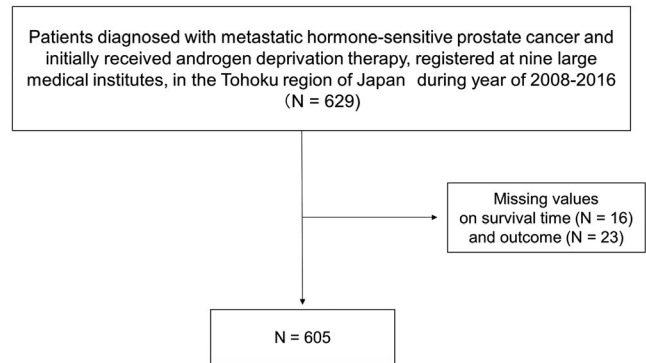 Patients diagnosed with metastatic hormone-sensitive prostate cancer and
initially received androgen deprivation therapy, registered at nine large
medical institutes, in the Tohoku region of Japan during year of 2008-2016
（N = 629)
Missing values
on survival time (N = 16)
and outcome (N = 23)
N = 605